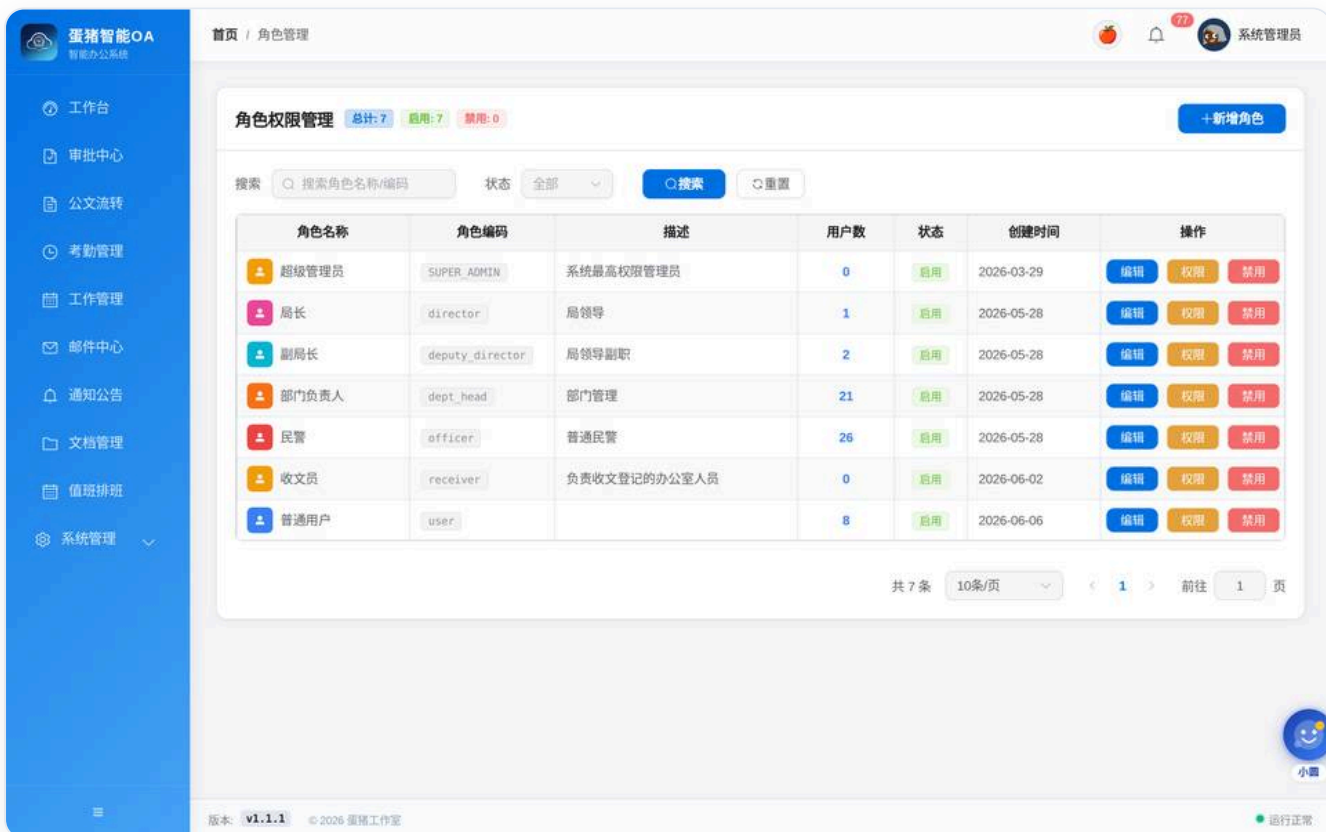 蛋猪智能OA
智能办公系统
首页 / 角色管理
77
系统管理员
工作台
审批中心
公文流转
考勤管理
工作管理
邮件中心
通知公告
文档管理
值班排班
系统管理
角色权限管理 总计: 7 启用: 7 禁用: 0
+新增角色
搜索 搜索角色名称/编码 状态 全部 搜索 重置
角色名称 角色编码 描述 用户数 状态 创建时间 操作
超级管理员 SUPER_ADMIN 系统最高权限管理员 0 启用 2026-03-29 编辑 权限 禁用
局长 director 局领导 1 启用 2026-05-28 编辑 权限 禁用
副局长 deputy_director 局领导副职 2 启用 2026-05-28 编辑 权限 禁用
部门负责人 dept_head 部门管理 21 启用 2026-05-28 编辑 权限 禁用
民警 officer 普通民警 26 启用 2026-05-28 编辑 权限 禁用
收文员 receiver 负责收文登记的办公室人员 0 启用 2026-06-02 编辑 权限 禁用
普通用户 user 8 启用 2026-06-06 编辑 权限 禁用
共 7 条 10条/页 1 前往 1 页
小圆
版本: v1.1.1 © 2026 蛋猪工作室
运行正常